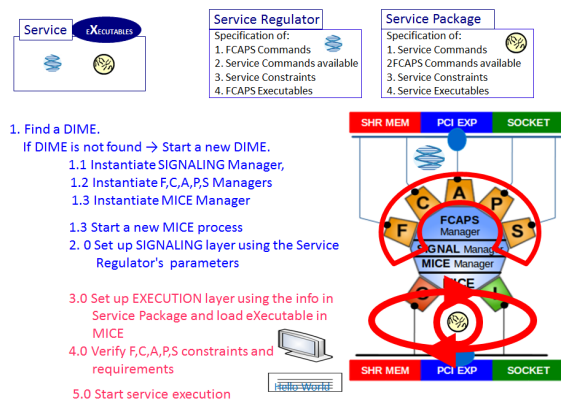 Service eXECUTABLES
Service Regulator
Specification of:
1. FCAPS Commands
2. Service Commands available
3. Service Constraints
4. FCAPS Executables
Service Package
Specification of:
1. Service Commands
2FCAPS Commands available
3. Service Constraints
4. Service Executables
1. Find a DIME.
If DIME is not found → Start a new DIME.
1.1 Instantiate SIGNALING Manager,
1.2 Instantiate F,C,A,P,S Managers
1.3 Instantiate MICE Manager
1.3 Start a new MICE process
2. 0 Set up SIGNALING layer using the Service
Regulator's parameters
3.0 Set up EXECUTION layer using the info in
Service Package and load eXecutable in
MICE
4.0 Verify F,C,A,P,S constraints and
requirements
5.0 Start service execution
Hello World
SHR MEM PCI EXP SOCKET
F C A P S
FCAPS
Manager
SIGNAL Manager
MICE Manager
MICE
SHR MEM PCI EXP SOCKET